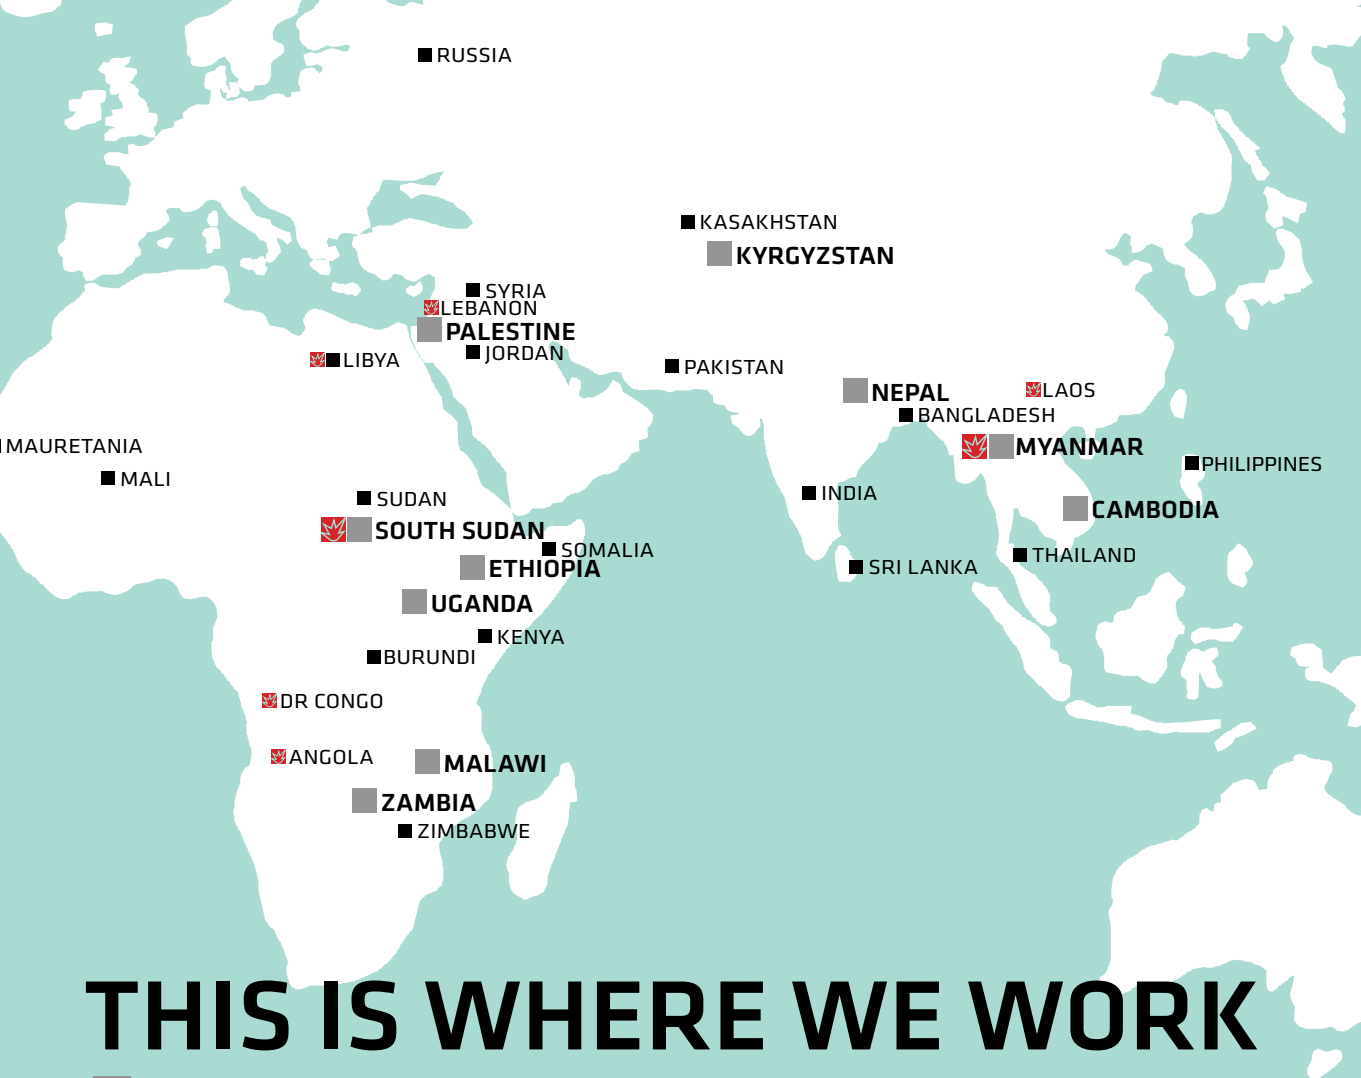 RUSSIA
KASAKHSTAN
KYRGYZSTAN
SYRIA
LEBANON
PALESTINE
JORDAN
LIBYA
PAKISTAN
NEPAL
LAOS
BANGLADESH
MAURETANIA
MYANMAR
PHILIPPINES
MALI
SUDAN
INDIA
CAMBODIA
SOUTH SUDAN
SOMALIA
THAILAND
ETHIOPIA
SRI LANKA
UGANDA
KENYA
BURUNDI
DR CONGO
ANGOLA
MALAWI
ZAMBIA
ZIMBABWE
THIS IS WHERE WE WORK